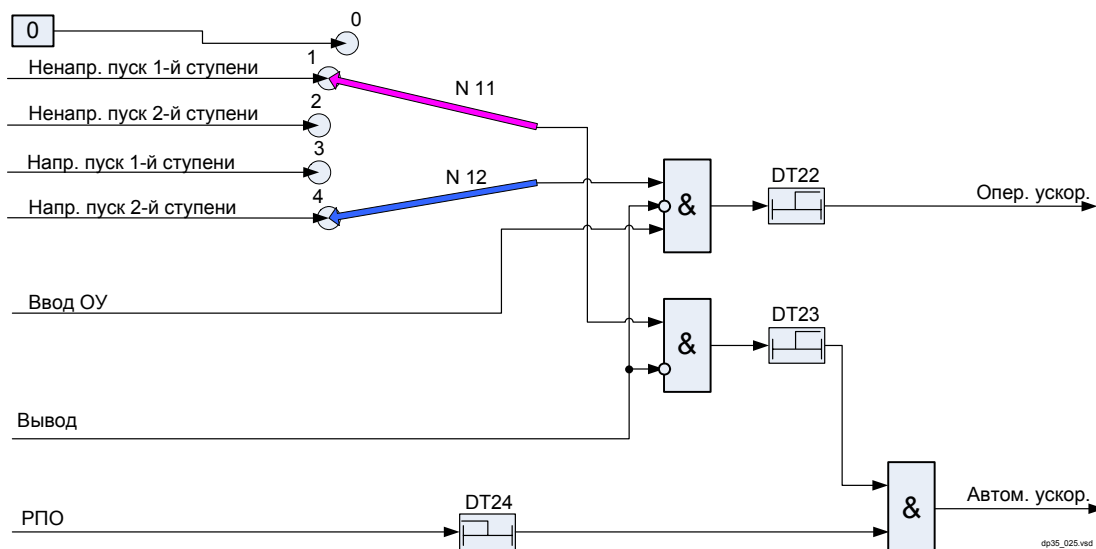 0
0
Ненапр. пуск 1-й ступени
1
N 11
Ненапр. пуск 2-й ступени
2
Напр. пуск 1-й ступени
3
N 12
Напр. пуск 2-й ступени
4
&
DT22
Опер. ускор.
Ввод ОУ
&
DT23
Вывод
РПО
DT24
&
Автом. ускор.
dp35_025.vsd